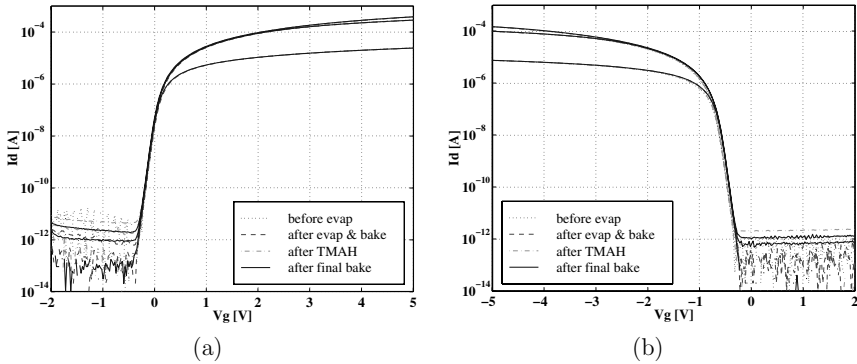 10⁻⁴
10⁻⁶
10⁻⁸
10⁻¹⁰
10⁻¹²
10⁻¹⁴
Id [A]
before evap
after evap & bake
after TMAH
after final bake
−2 −1 0 1 2 3 4 5
Vg [V]
(a)
10⁻⁴
10⁻⁶
10⁻⁸
10⁻¹⁰
10⁻¹²
10⁻¹⁴
Id [A]
before evap
after evap & bake
after TMAH
after final bake
−5 −4 −3 −2 −1 0 1 2
Vg [V]
(b)